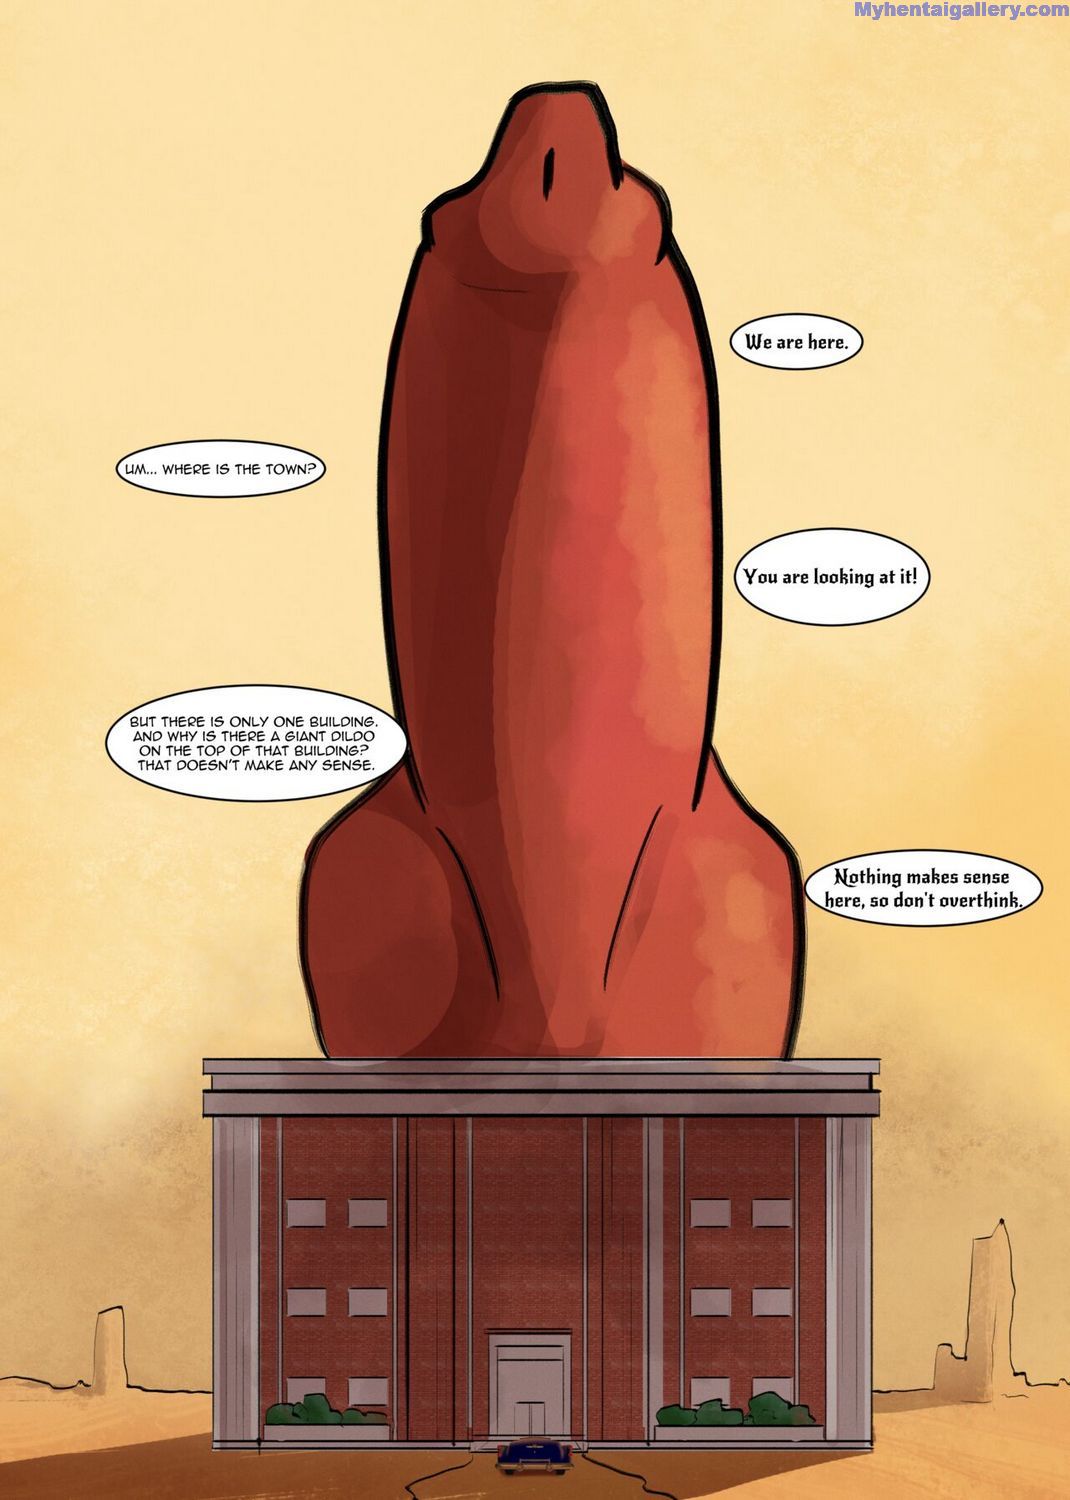 Myhentaigallery.com
We are here.
UM... WHERE IS THE TOWN?
You are looking at it!
BUT THERE IS ONLY ONE BUILDING.
AND WHY IS THERE A GIANT DILDO
ON THE TOP OF THAT BUILDING?
THAT DOESN'T MAKE ANY SENSE.
Nothing makes sense
here, so don't overthink.